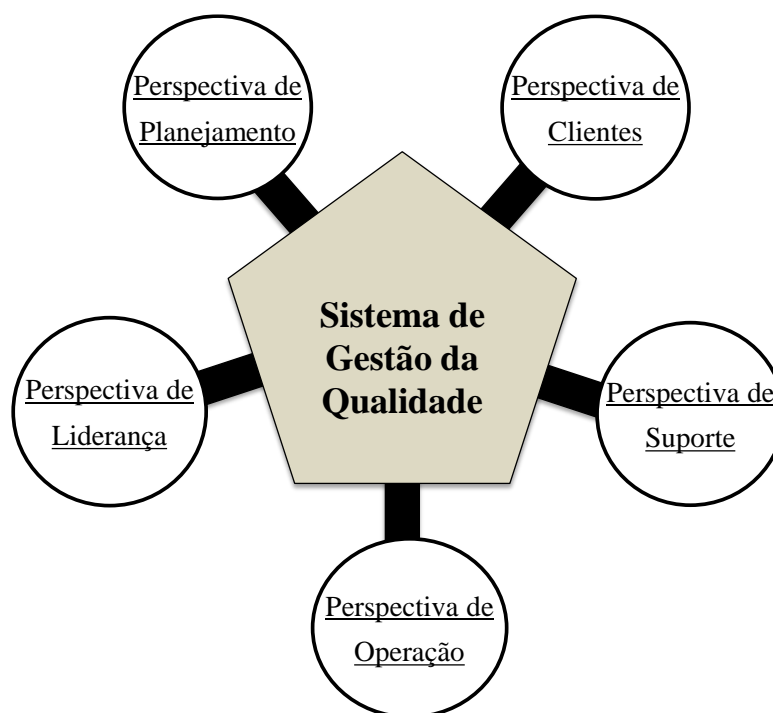 Perspectiva de
Planejamento
Perspectiva de
Clientes
Sistema de
Gestão da
Qualidade
Perspectiva de
Liderança
Perspectiva de
Suporte
Perspectiva de
Operação